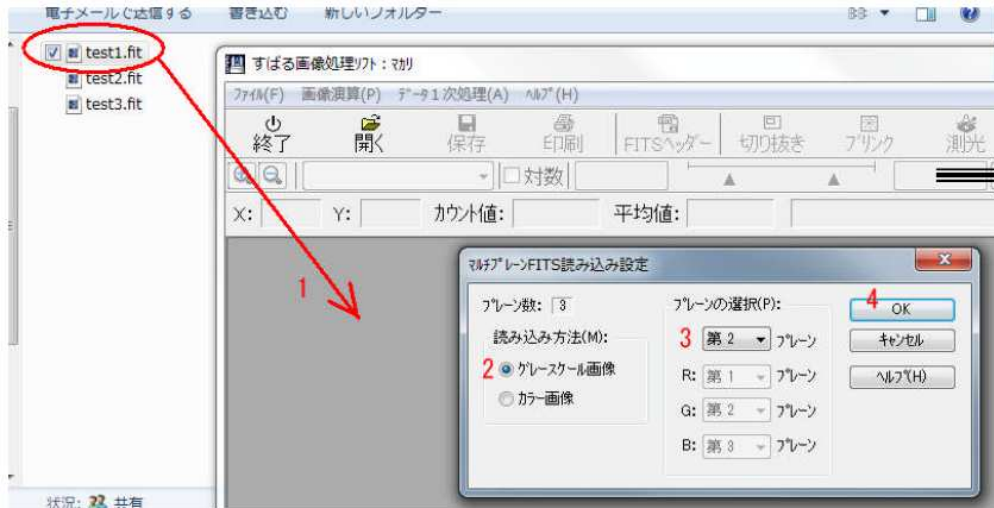 電子メールで送信する 書き込む 新しいフォルダー
test1.fit
test2.fit
test3.fit
すばる画像処理ソフト：マカリ
ファイル(F) 画像演算(P) データ１次処理(A) ヘルプ(H)
終了 開く 保存 印刷 FITSヘッダー 切り抜き ブリンク 測光
対数
X: Y: カウント値: 平均値:
1
マルチプレーンFITS読み込み設定
プレーン数: 3
読み込み方法(M):
2 グレースケール画像
カラー画像
プレーンの選択(P):
3 第 2 プレーン
R: 第 1 プレーン
G: 第 2 プレーン
B: 第 3 プレーン
4 OK
キャンセル
ヘルプ(H)
状況: 共有